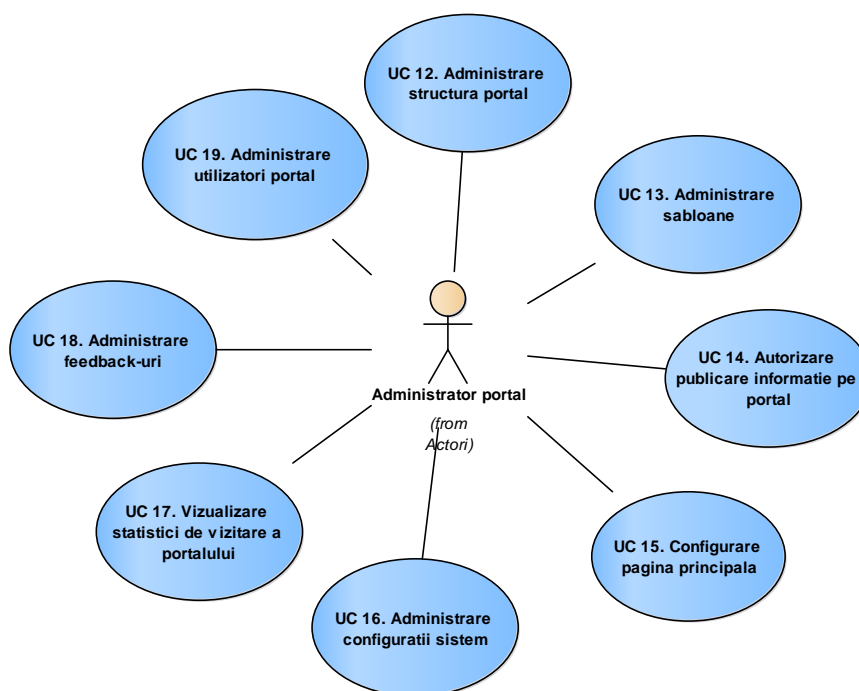 UC 12. Administrare
structura portal
UC 19. Administrare
utilizatori portal
UC 13. Administrare
sabloane
UC 18. Administrare
feedback-uri
UC 14. Autorizare
publicare informatie pe
portal
Administrator portal
(from
Actori)
UC 17. Vizualizare
statistici de vizitare a
portalului
UC 15. Configurare
pagina principala
UC 16. Administrare
configuratii sistem